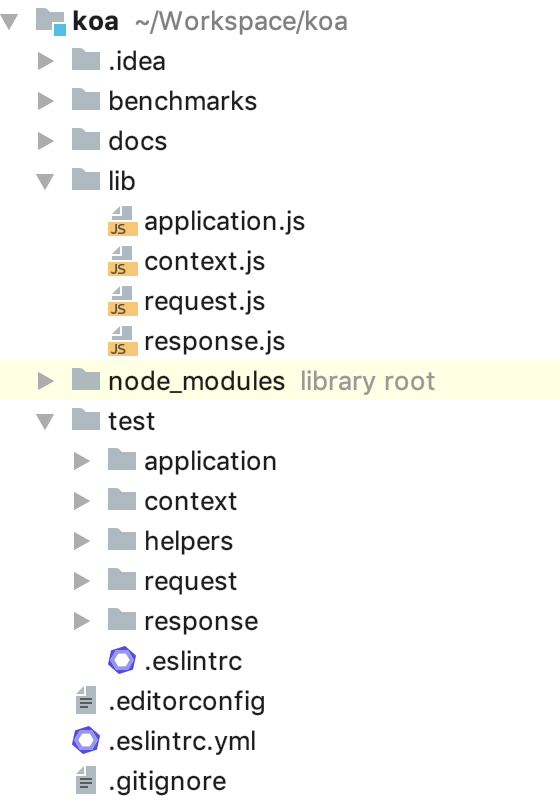 koa ~/Workspace/koa
.idea
benchmarks
docs
lib
JS application.js
JS context.js
JS request.js
JS response.js
node_modules library root
test
application
context
helpers
request
response
.eslintrc
.editorconfig
.eslintrc.yml
.gitignore